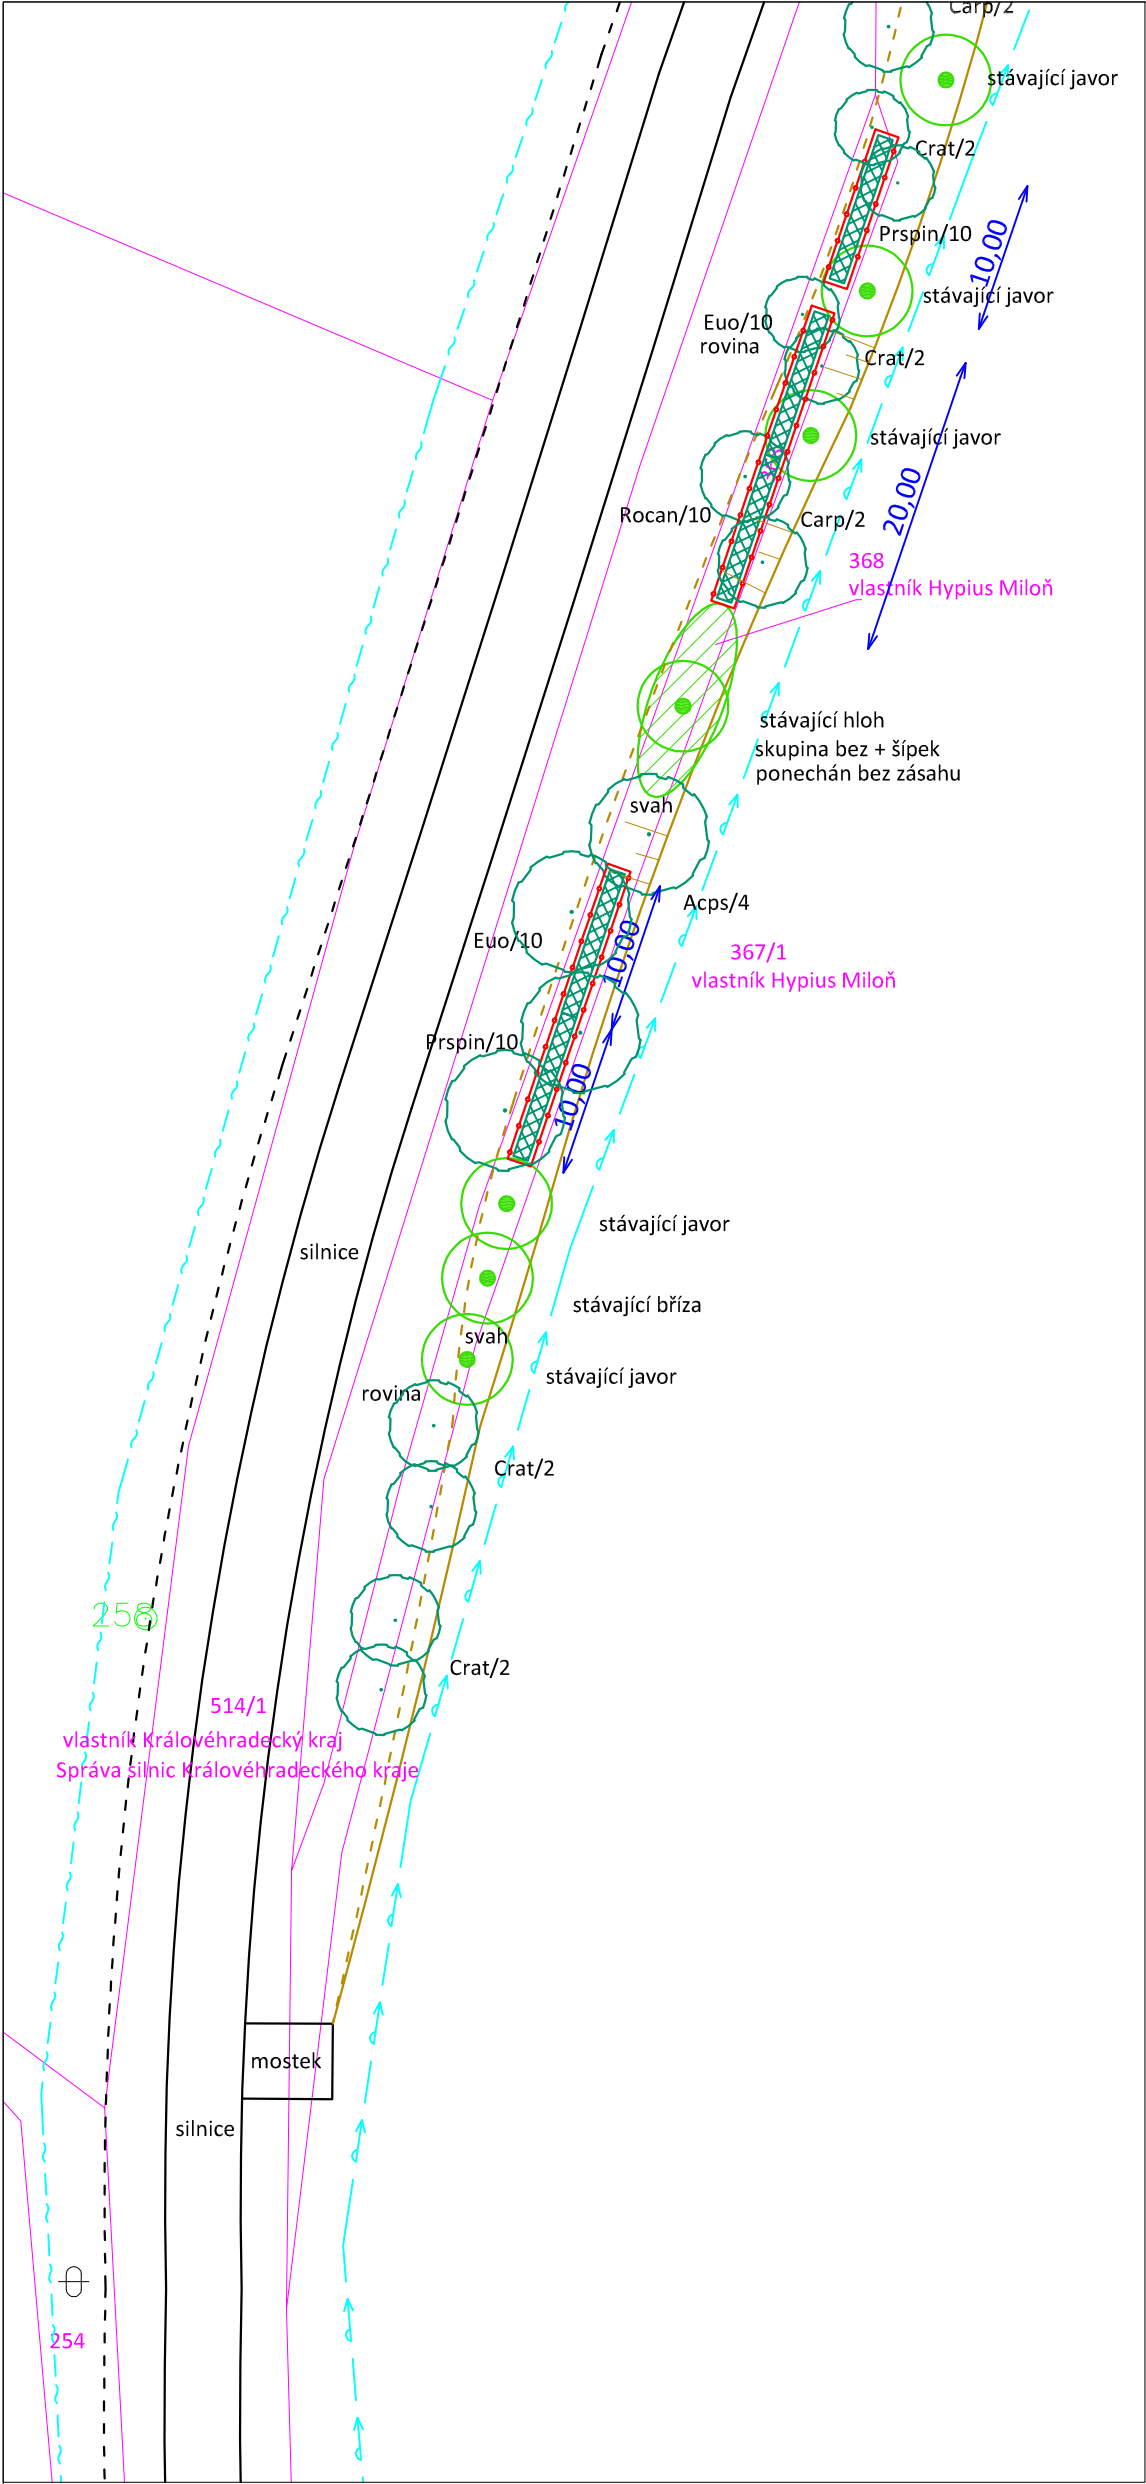 Carp/2
stávající javor
Crat/2
Prspin/10
10,00
stávající javor
Euo/10
rovina
Crat/2
stávající javor
20,00
Rocan/10
Carp/2
368
vlastník Hypius Miloň
stávající hloh
skupina bez + šípek
ponechán bez zásahu
svah
Acps/4
Euo/10
10,00
367/1
vlastník Hypius Miloň
Prspin/10
10,00
stávající javor
silnice
stávající bříza
svah
stávající javor
rovina
Crat/2
258
Crat/2
514/1
vlastník Královéhradecký kraj
Správa silnic Královéhradeckého kraje
mostek
silnice
254